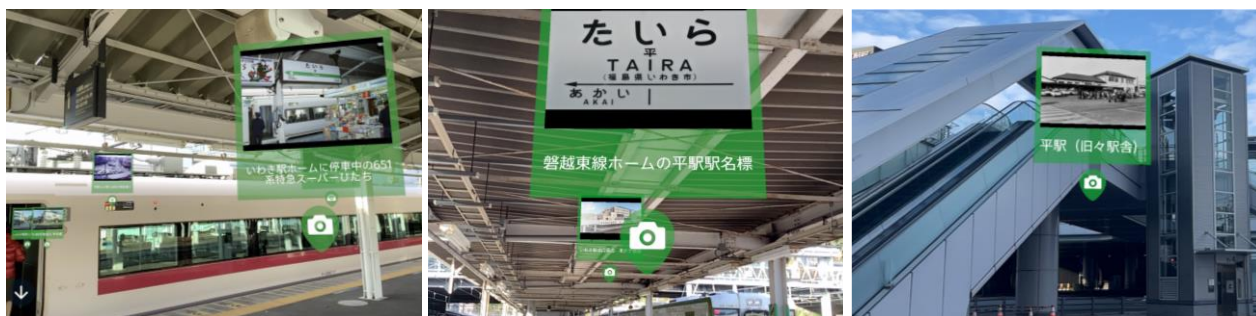 たいら
いわき駅ホームに停車中の651
系特急スーパーひたち
たいら
平
TAIRA
(福島県いわき市)
あかい
AKAI
磐越東線ホームの平駅駅名標
平駅（旧々駅舎）